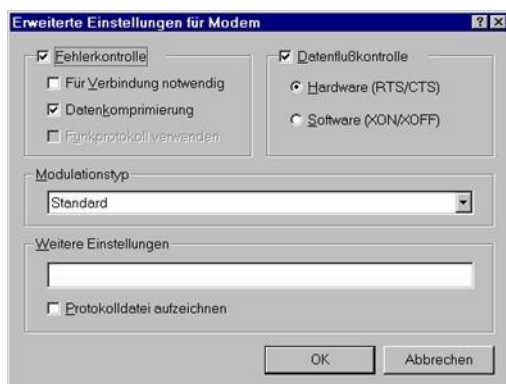 Erweiterte Einstellungen für Modem
Fehlerkontrolle
Für Verbindung notwendig
Datenkomprimierung
Funkprotokoll verwenden
Datenflußkontrolle
Hardware (RTS/CTS)
Software (XON/XOFF)
Modulationstyp
Standard
Weitere Einstellungen
Protokolldatei aufzeichnen
OK
Abbrechen